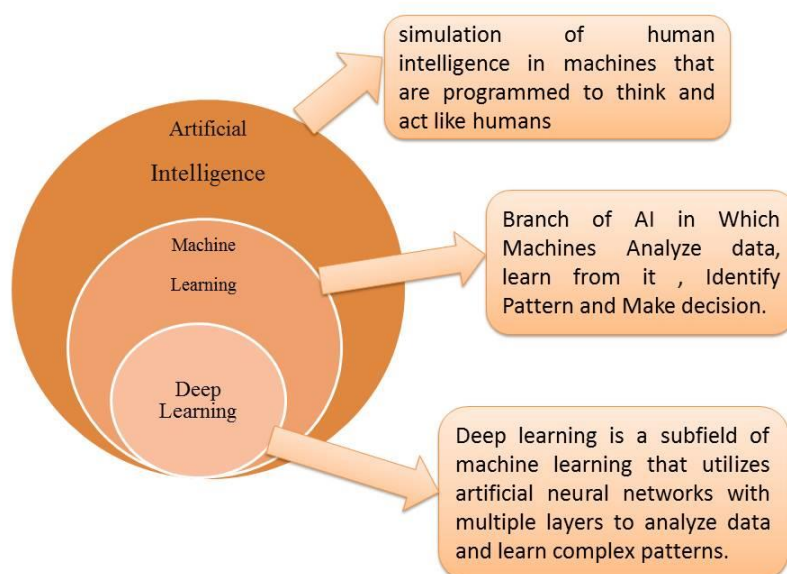 simulation of human
intelligence in machines that
are programmed to think and
act like humans
Artificial
Intelligence
Branch of AI in Which
Machines Analyze data,
learn from it , Identify
Pattern and Make decision.
Machine
Learning
Deep
Learning
Deep learning is a subfield of
machine learning that utilizes
artificial neural networks with
multiple layers to analyze data
and learn complex patterns.